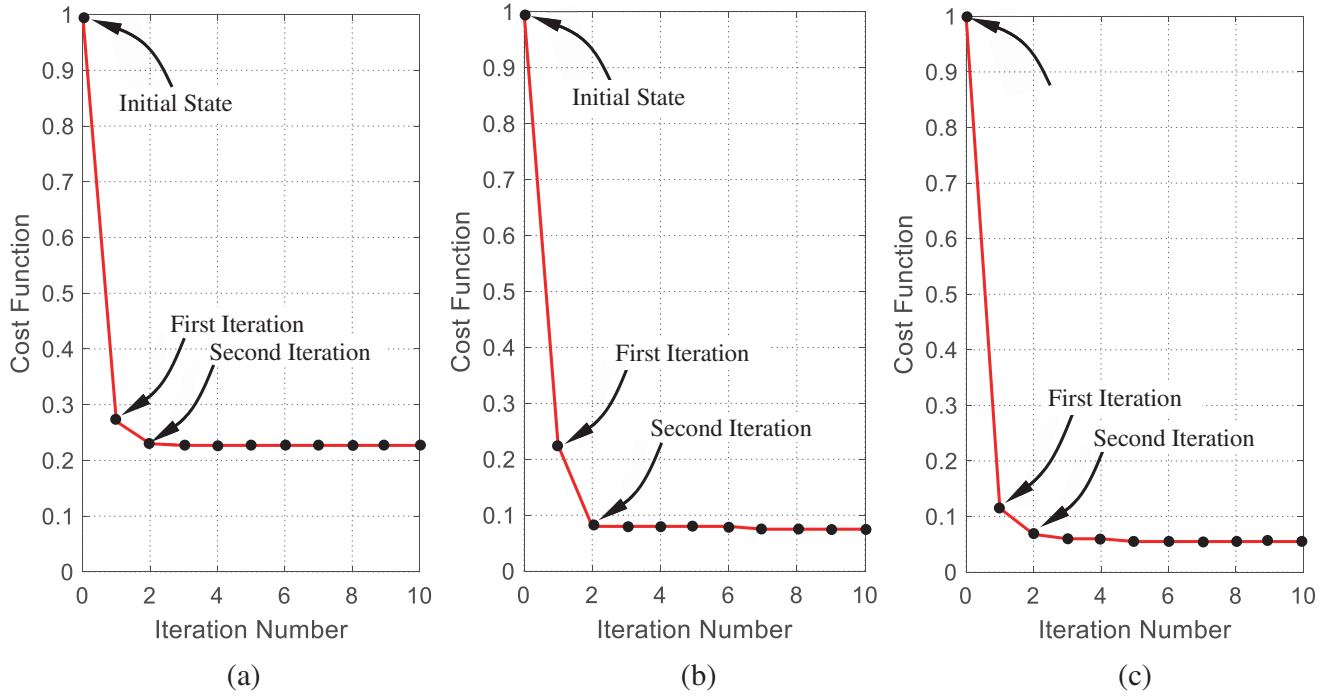 1
0.9
0.8
0.7
0.6
0.5
0.4
0.3
0.2
0.1
0
Cost Function
Initial State
First Iteration
Second Iteration
0 2 4 6 8 10
Iteration Number
(a)
1
0.9
0.8
0.7
0.6
0.5
0.4
0.3
0.2
0.1
0
Cost Function
Initial State
First Iteration
Second Iteration
0 2 4 6 8 10
Iteration Number
(b)
1
0.9
0.8
0.7
0.6
0.5
0.4
0.3
0.2
0.1
0
Cost Function
First Iteration
Second Iteration
0 2 4 6 8 10
Iteration Number
(c)